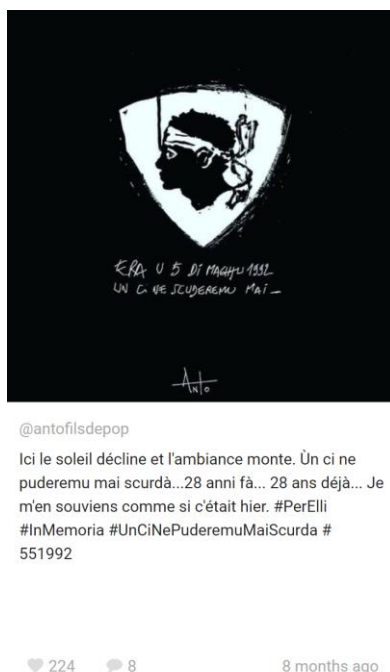 ERA U 5 Di MAGHJU 1992
UN Ci NE SCUDEREMU MAi _
ANTO
@antofilsdepop
Ici le soleil décline et l'ambiance monte. Ùn ci ne
puderemu mai scurdà...28 anni fà... 28 ans déjà... Je
m'en souviens comme si c'était hier. #PerElli
#InMemoria #UnCiNePuderemuMaiScurda #
551992
224 8 8 months ago